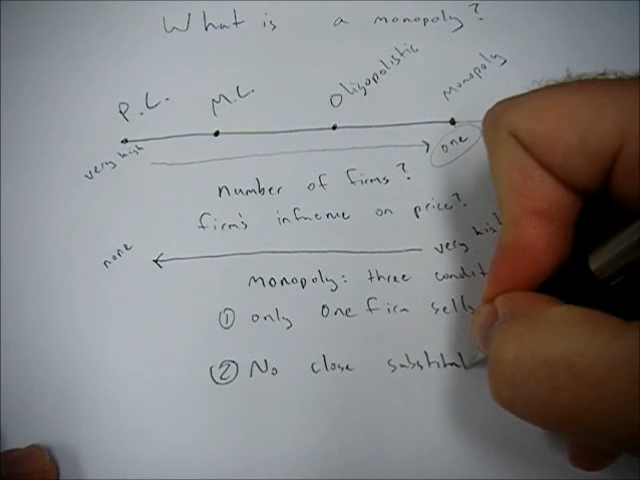 What is a monopoly?
P.C. M.C. Oligopolistic monopoly
very high one
number of firms?
firm's influence on price?
none very high
monopoly: three condit
① only one firm sells
② No close substitut